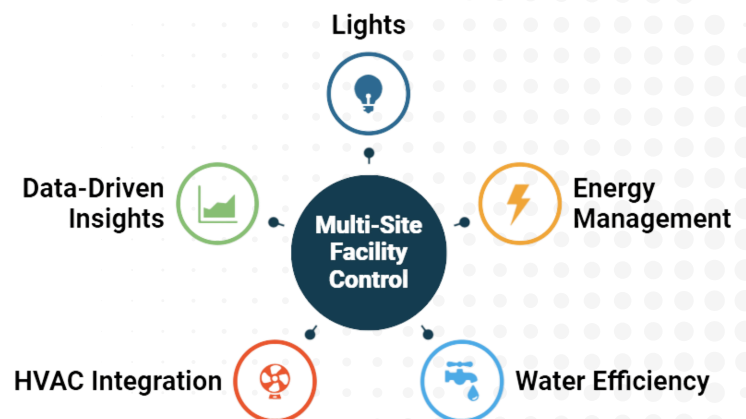 Lights
Data-Driven
Insights
Energy
Management
Multi-Site
Facility
Control
HVAC Integration
Water Efficiency